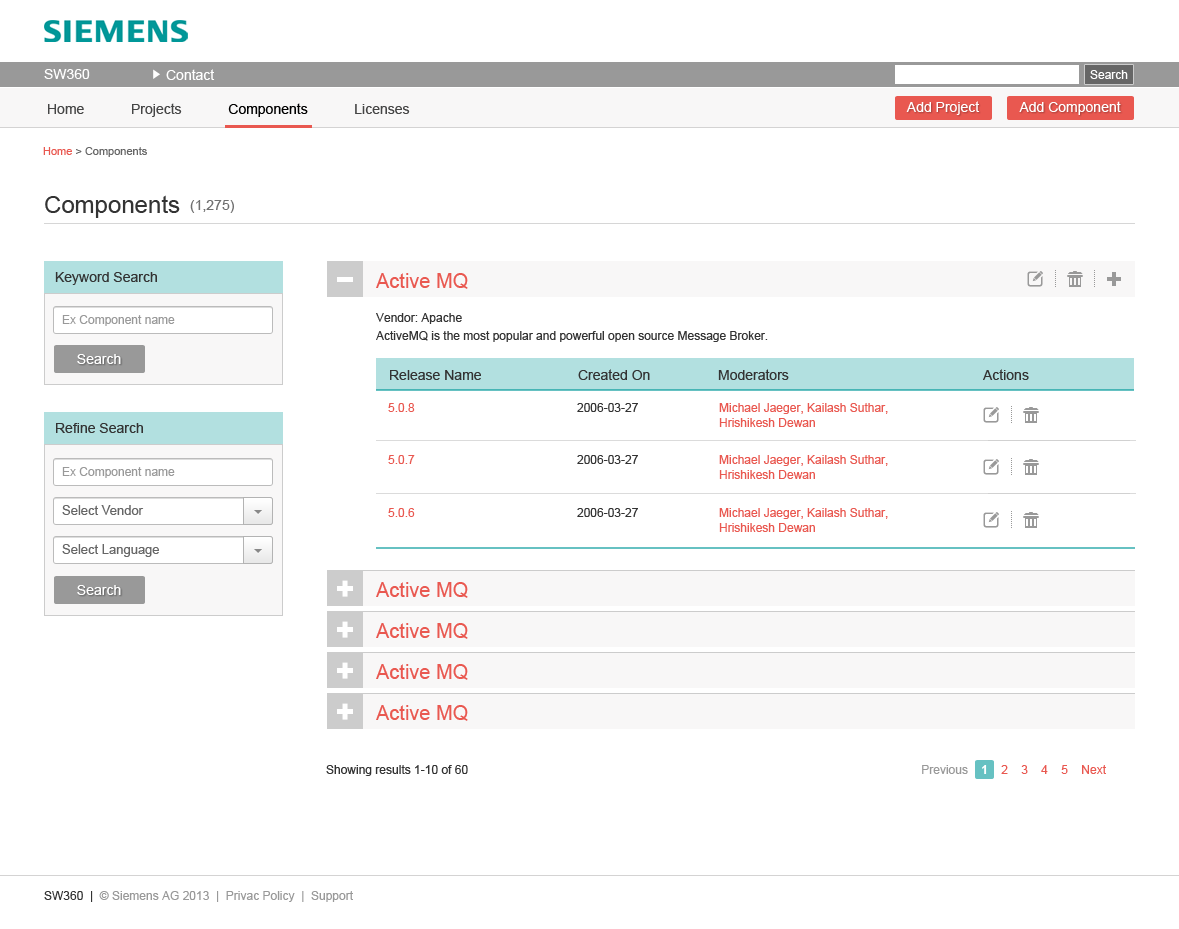 SIEMENS
SW360 Contact Search
Home Projects Components Licenses Add Project Add Component
Home > Components
Components (1,275)
Keyword Search
Ex Component name
Search
Refine Search
Ex Component name
Select Vendor
Select Language
Search
Active MQ
Vendor: Apache
ActiveMQ is the most popular and powerful open source Message Broker.
Release Name Created On Moderators Actions
5.0.8 2006-03-27 Michael Jaeger, Kailash Suthar,
Hrishikesh Dewan
5.0.7 2006-03-27 Michael Jaeger, Kailash Suthar,
Hrishikesh Dewan
5.0.6 2006-03-27 Michael Jaeger, Kailash Suthar,
Hrishikesh Dewan
Active MQ
Active MQ
Active MQ
Active MQ
Showing results 1-10 of 60 Previous 1 2 3 4 5 Next
SW360 | © Siemens AG 2013 | Privac Policy | Support